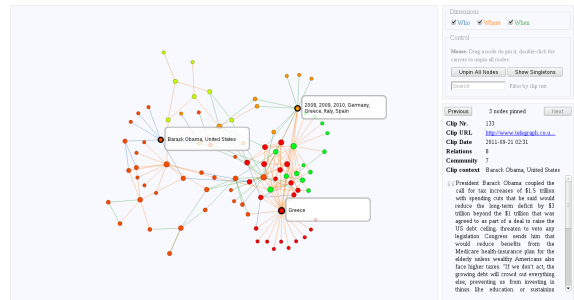 Dimensions
Who Where When
Control
Mouse: Drag a node do pin it, double-click the
canvas to unpin all nodes
Unpin All Nodes Show Singletons
Search Filter by clip text.
2008, 2009, 2010, Germany,
Greece, Italy, Spain
Barack Obama, United States
Greece
Previous 3 nodes pinned Next
Clip Nr. 133
Clip URL http://www.telegraph.co.u...
Clip Date 2011-09-21 02:31
Relations 8
Community 7
Clip context Barack Obama, United States
President Barack Obama coupled the
call for tax increases of $1.5 trillion
with spending cuts that he said would
reduce the long-term deficit by $3
trillion beyond the $1 trillion that was
agreed to as part of a deal to raise the
US debt ceiling, threaten to veto any
legislation Congress sends him that
would reduce benefits from the
Medicare health-insurance plan for the
elderly unless wealthy Americans also
face higher taxes. "If we don't act, the
growing debt will crowd out everything
else, preventing us from investing in
things like education, or sustaining